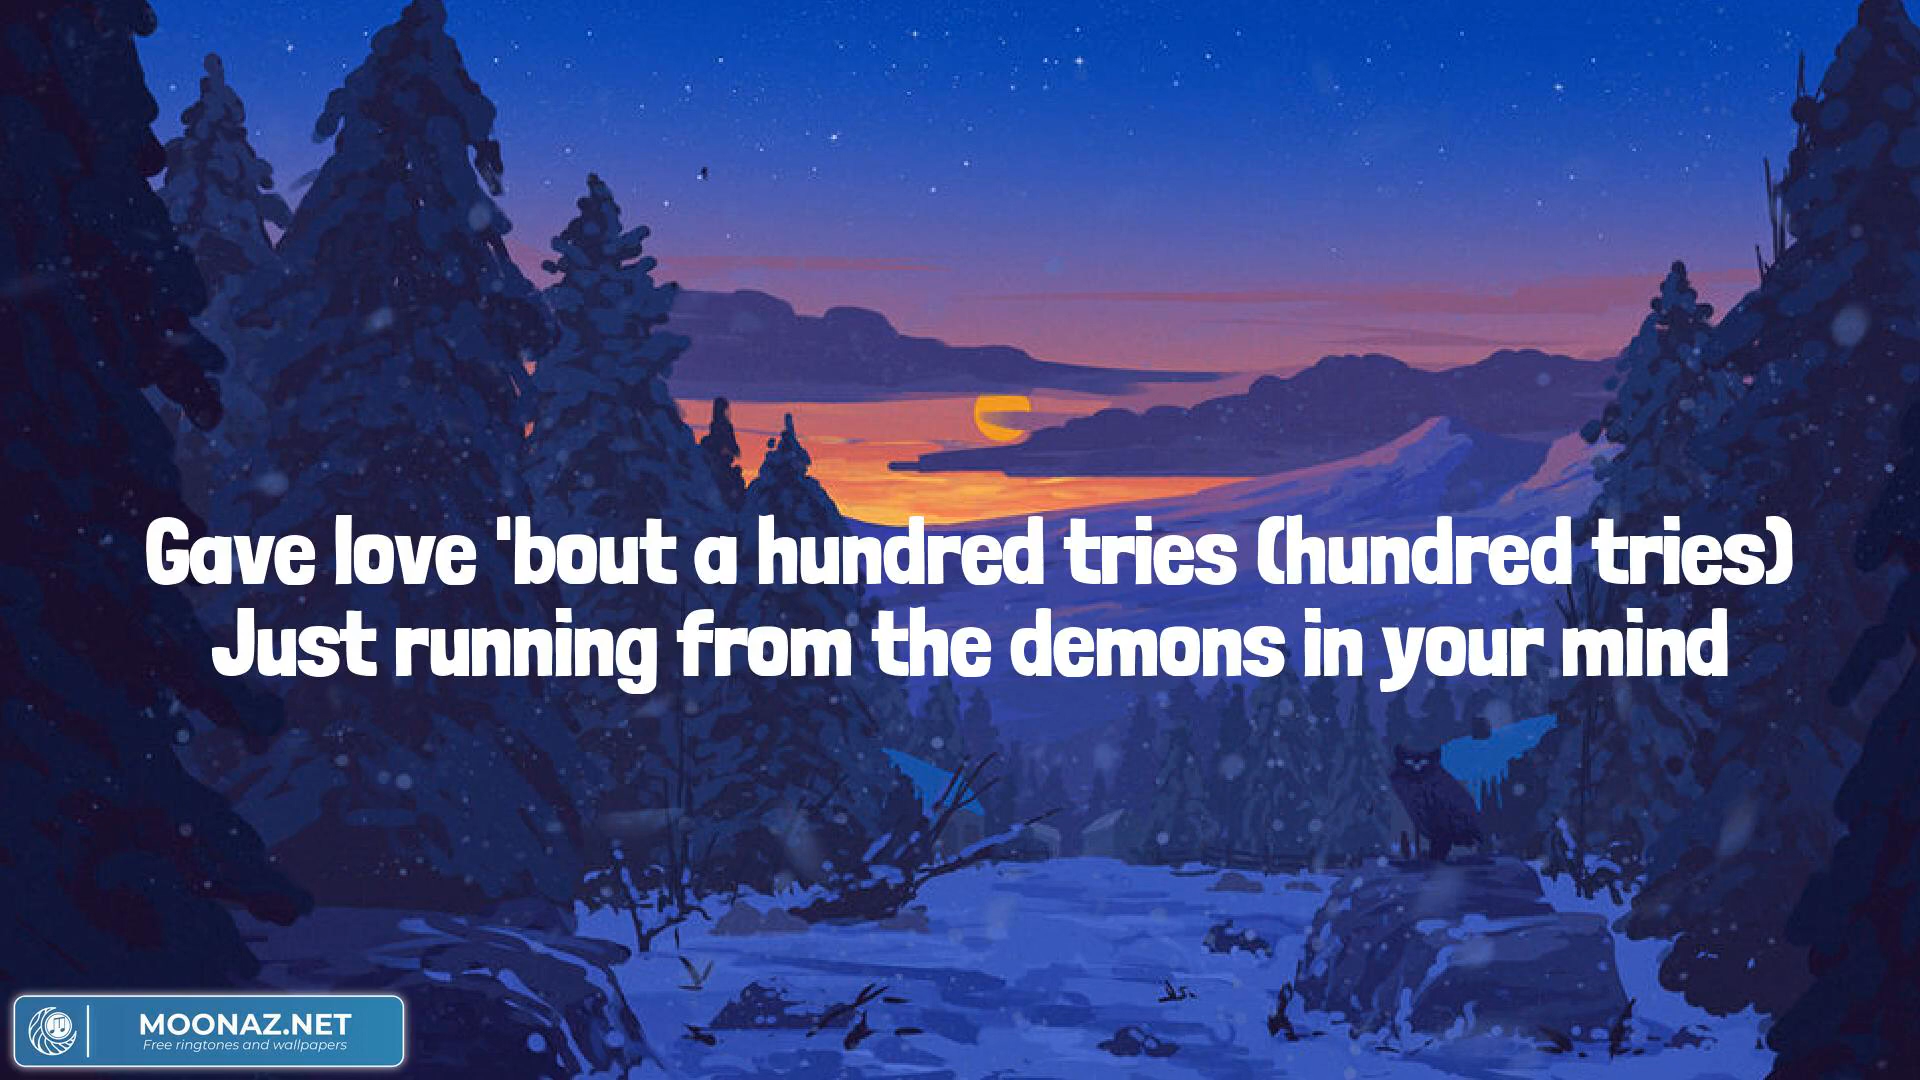 Gave love 'bout a hundred tries (hundred tries)
Just running from the demons in your mind
MOONAZ.NET
Free ringtones and wallpapers